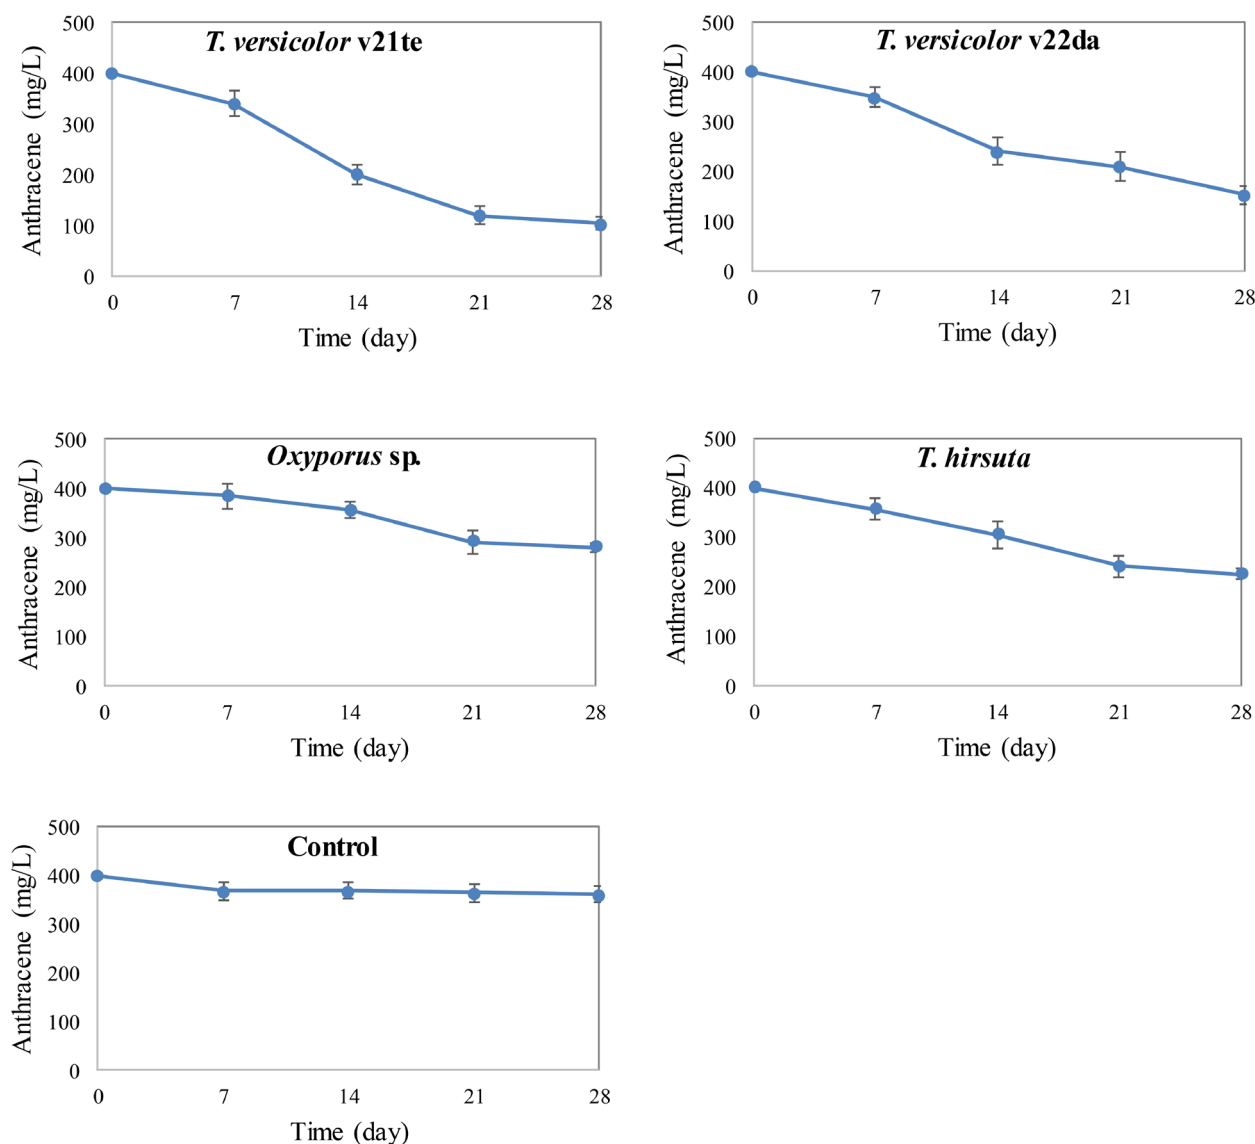 T. versicolor v21te
Anthracene (mg/L)
500
400
300
200
100
0
0 7 14 21 28
Time (day)
T. versicolor v22da
Anthracene (mg/L)
500
400
300
200
100
0
0 7 14 21 28
Time (day)
Oxyporus sp.
Anthracene (mg/L)
500
400
300
200
100
0
0 7 14 21 28
Time (day)
T. hirsuta
Anthracene (mg/L)
500
400
300
200
100
0
0 7 14 21 28
Time (day)
Control
Anthracene (mg/L)
500
400
300
200
100
0
0 7 14 21 28
Time (day)